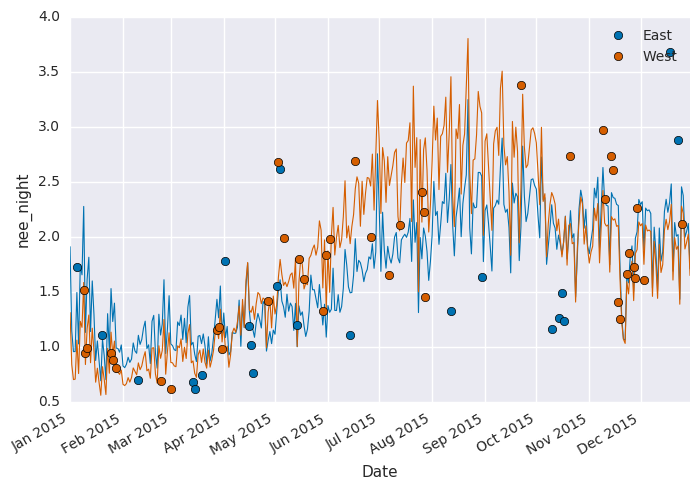 4.0
3.5
3.0
2.5
2.0
1.5
1.0
0.5
nee_night
East
West
Jan 2015
Feb 2015
Mar 2015
Apr 2015
May 2015
Jun 2015
Jul 2015
Aug 2015
Sep 2015
Oct 2015
Nov 2015
Dec 2015
Date